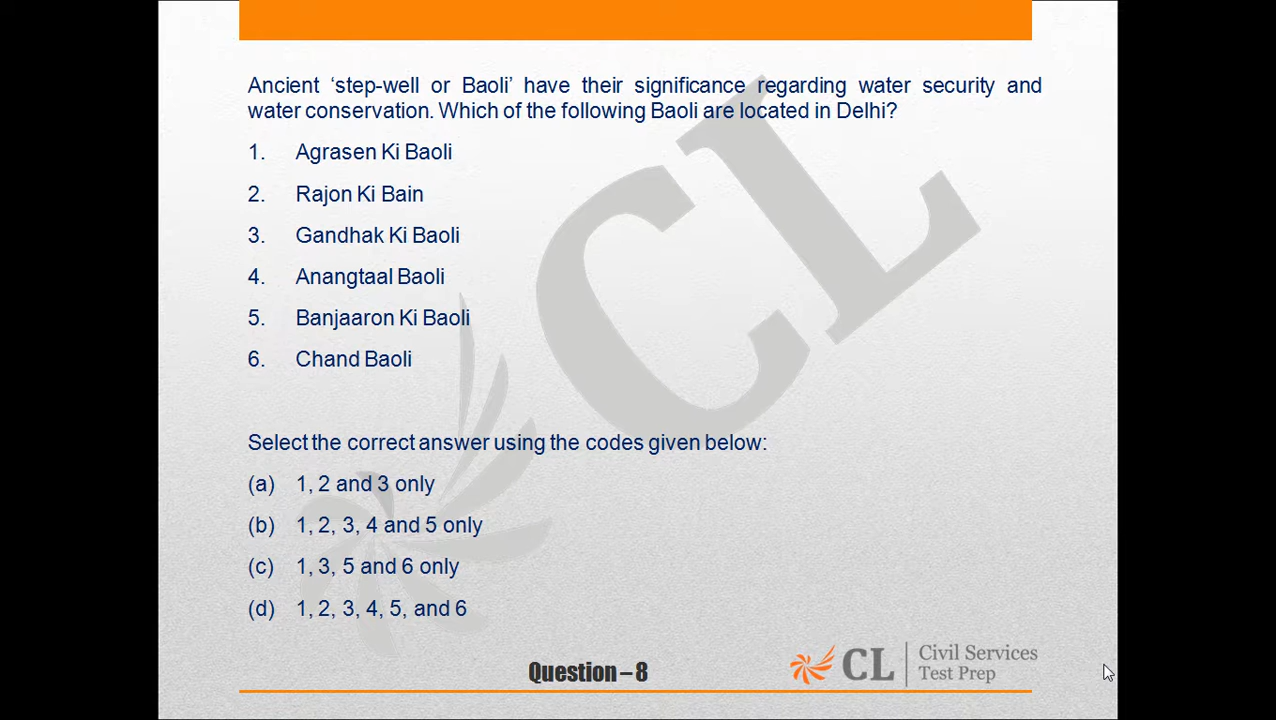 Ancient ‘step-well or Baoli’ have their significance regarding water security and
water conservation. Which of the following Baoli are located in Delhi?
1. Agrasen Ki Baoli
2. Rajon Ki Bain
3. Gandhak Ki Baoli
4. Anangtaal Baoli
5. Banjaaron Ki Baoli
6. Chand Baoli
Select the correct answer using the codes given below:
(a) 1, 2 and 3 only
(b) 1, 2, 3, 4 and 5 only
(c) 1, 3, 5 and 6 only
(d) 1, 2, 3, 4, 5, and 6
CL
Question – 8
CL Civil Services
Test Prep